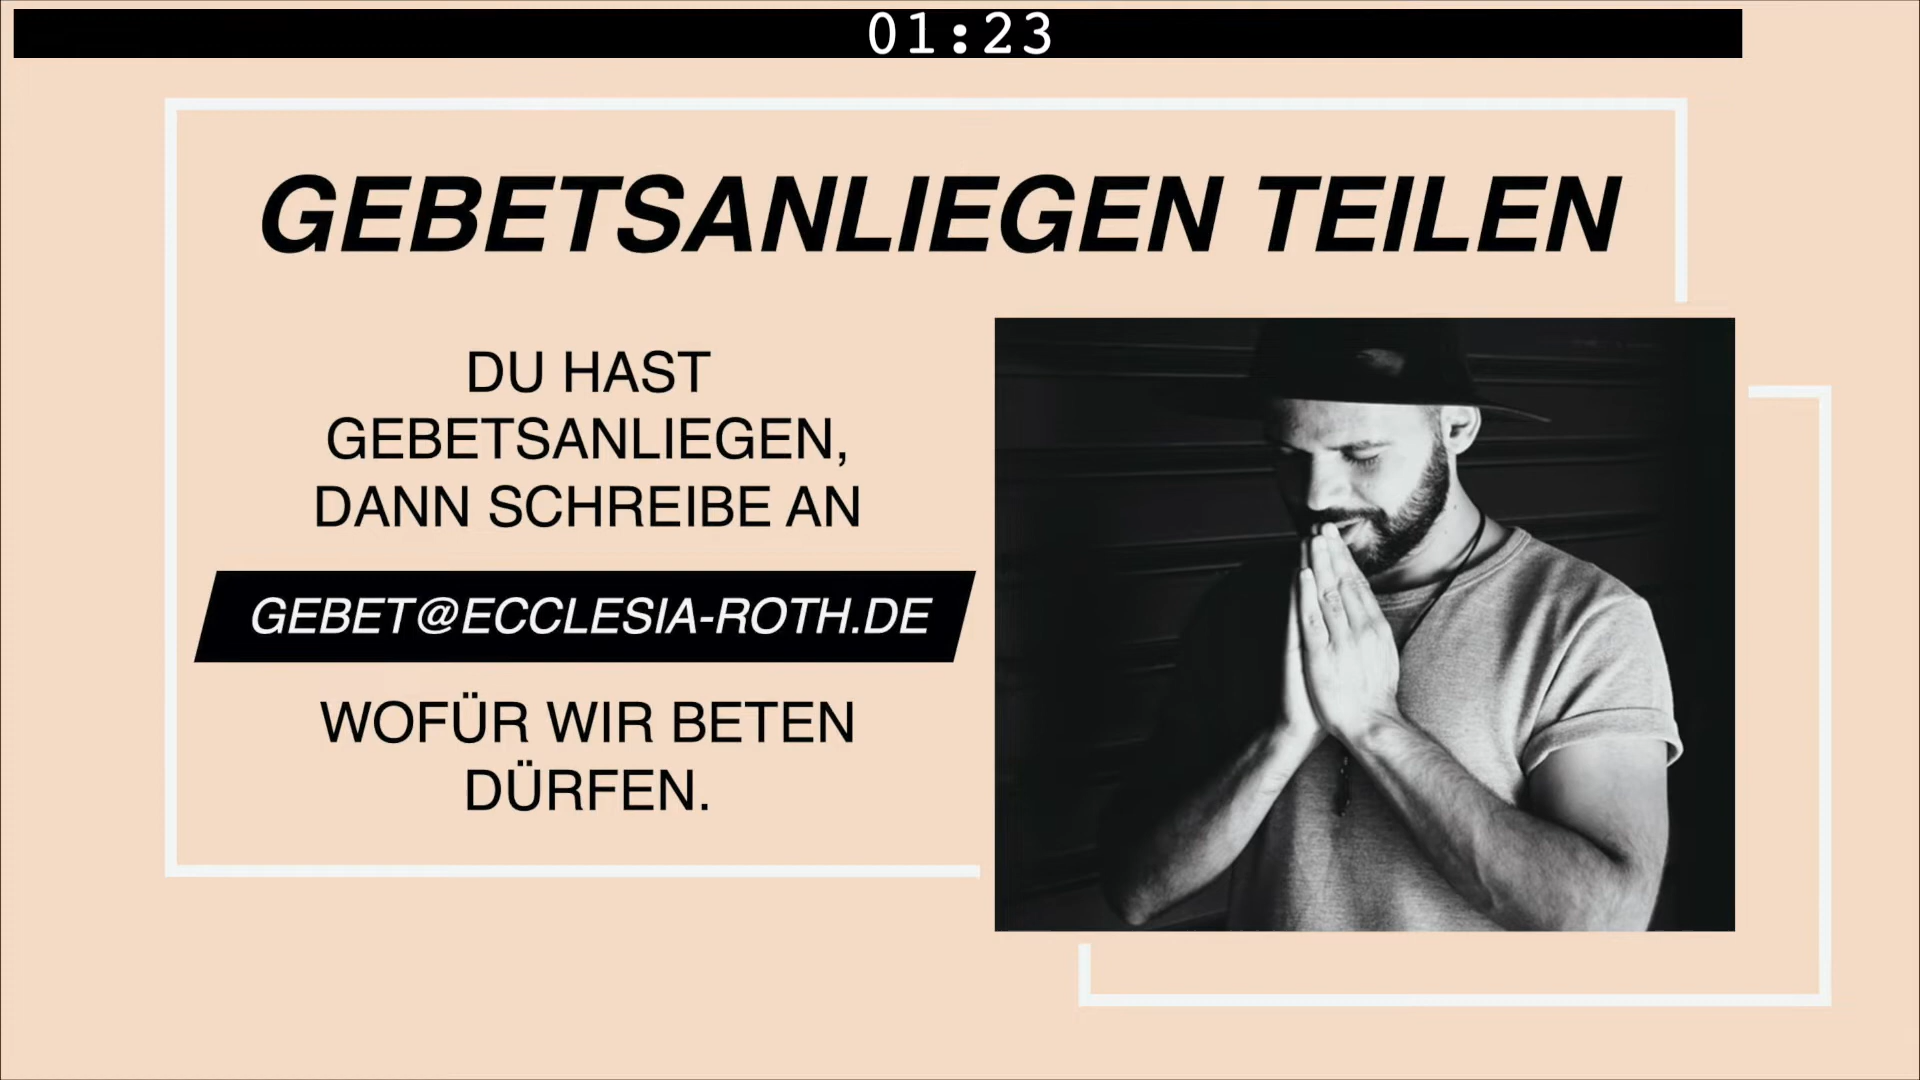 01:23
GEBETSANLIEGEN TEILEN
DU HAST
GEBETSANLIEGEN,
DANN SCHREIBE AN
GEBET@ECCLESIA-ROTH.DE
WOFÜR WIR BETEN
DÜRFEN.